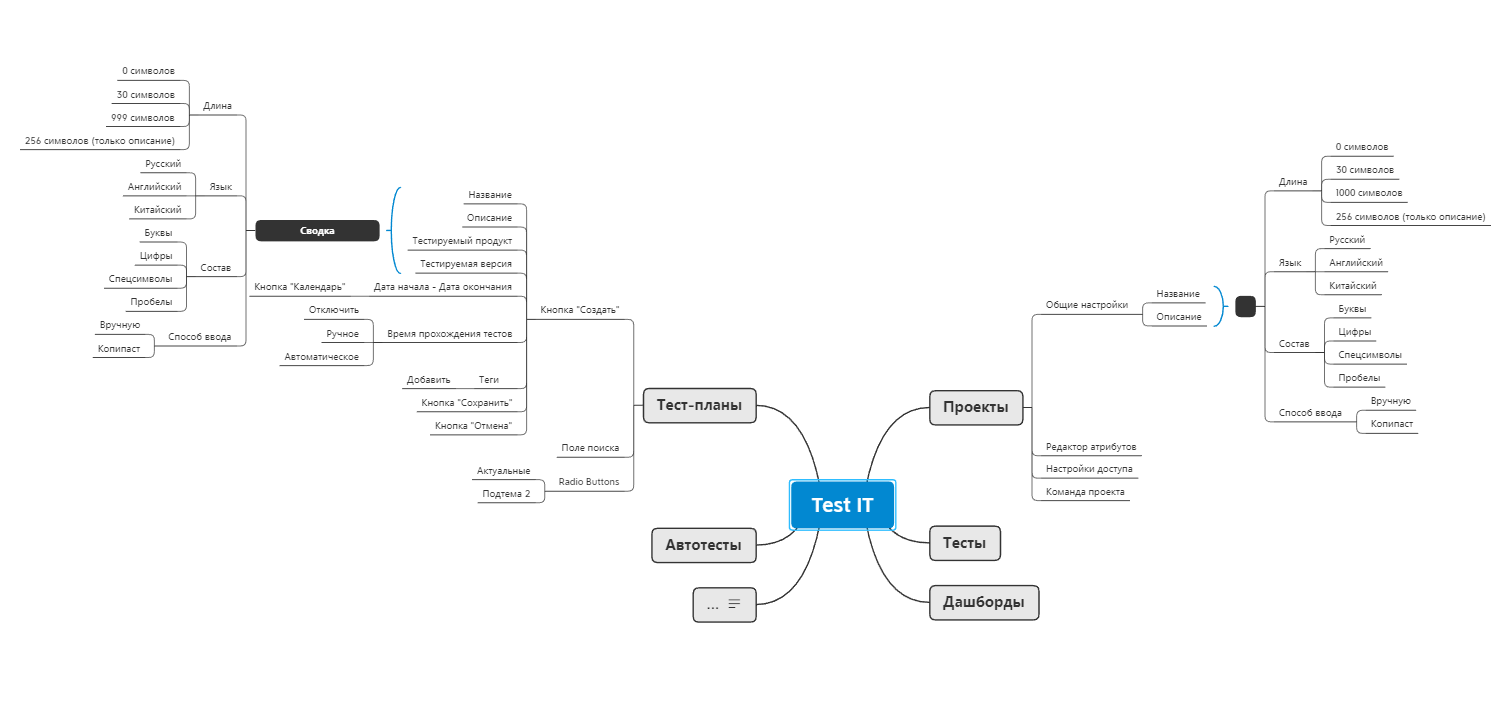 Test IT
Тест-планы
Кнопка "Создать"
Название
Описание
Тестируемый продукт
Тестируемая версия
Сводка
Длина
0 символов
30 символов
999 символов
256 символов (только описание)
Язык
Русский
Английский
Китайский
Состав
Буквы
Цифры
Спецсимволы
Пробелы
Способ ввода
Вручную
Копипаст
Дата начала - Дата окончания
Кнопка "Календарь"
Время прохождения тестов
Отключить
Ручное
Автоматическое
Теги
Добавить
Кнопка "Сохранить"
Кнопка "Отмена"
Поле поиска
Radio Buttons
Актуальные
Подтема 2
Автотесты
...
Проекты
Общие настройки
Название
Описание
Длина
0 символов
30 символов
1000 символов
256 символов (только описание)
Язык
Русский
Английский
Китайский
Состав
Буквы
Цифры
Спецсимволы
Пробелы
Способ ввода
Вручную
Копипаст
Редактор атрибутов
Настройки доступа
Команда проекта
Тесты
Дашборды